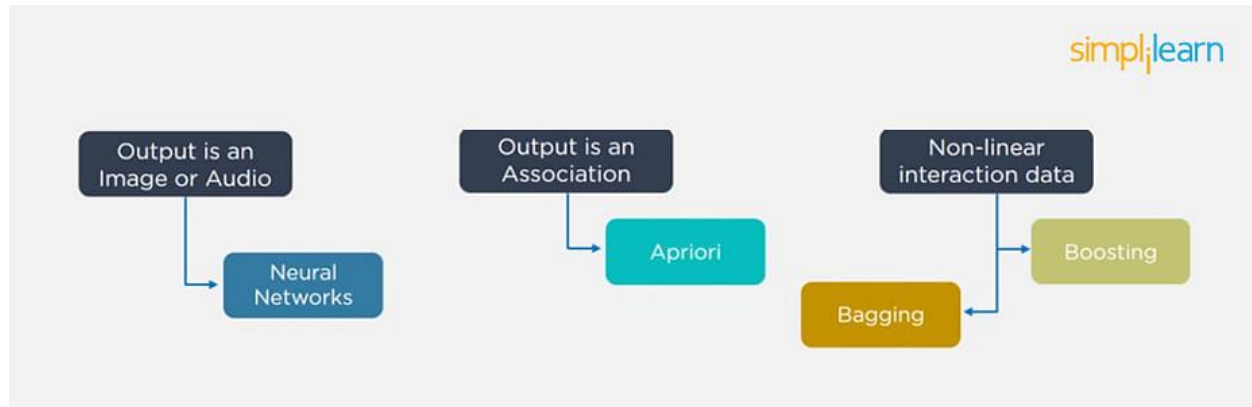 simplilearn
Output is an
Image or Audio
Neural
Networks
Output is an
Association
Apriori
Non-linear
interaction data
Boosting
Bagging